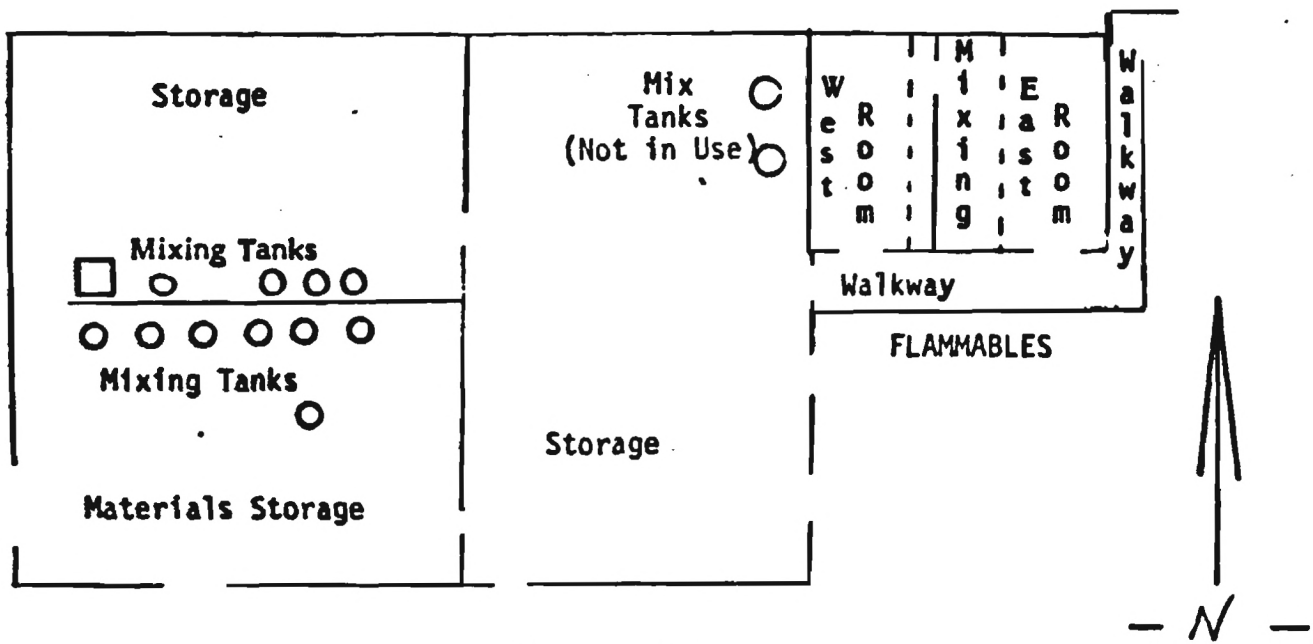 Storage
Mixing Tanks
Mixing Tanks
Materials Storage
Mix
Tanks
(Not in Use)
Storage
West
Room
Mixing
East
Room
Walkway
Walkway
FLAMMABLES
N